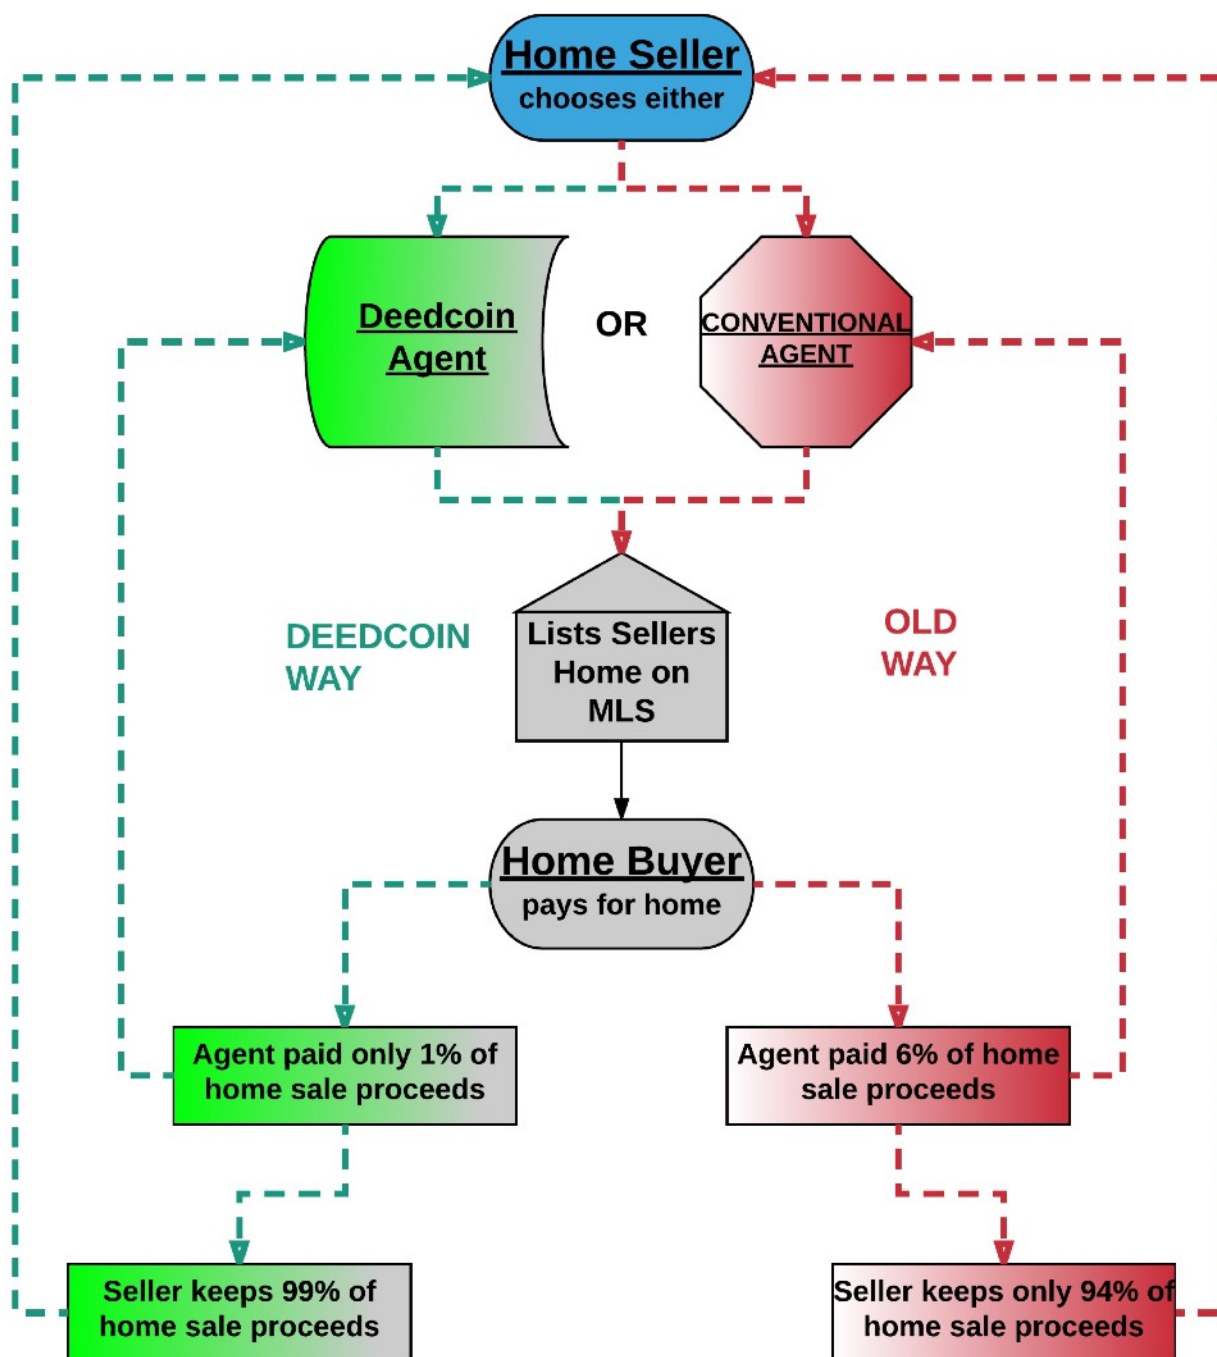 Home Seller
chooses either
Deedcoin
Agent
OR
CONVENTIONAL
AGENT
DEEDCOIN
WAY
Lists Sellers
Home on
MLS
OLD
WAY
Home Buyer
pays for home
Agent paid only 1% of
home sale proceeds
Agent paid 6% of home
sale proceeds
Seller keeps 99% of
home sale proceeds
Seller keeps only 94% of
home sale proceeds